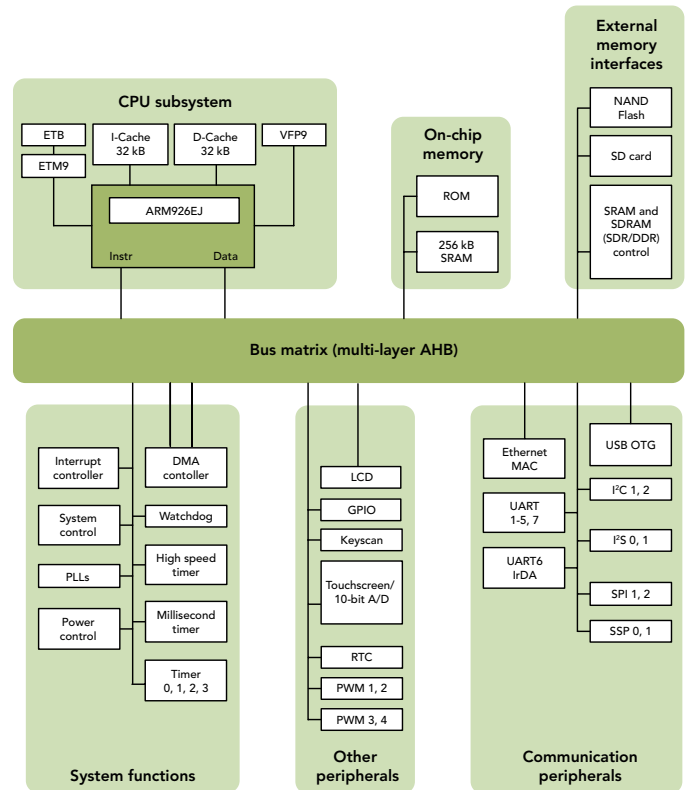 CPU subsystem
ETB
ETM9
I-Cache
32 kB
D-Cache
32 kB
VFP9
ARM926EJ
Instr
Data
On-chip
memory
ROM
256 kB
SRAM
External
memory
interfaces
NAND
Flash
SD card
SRAM and
SDRAM
(SDR/DDR)
control
Bus matrix (multi-layer AHB)
Interrupt
controller
System
control
PLLs
Power
control
DMA
contoller
Watchdog
High speed
timer
Millisecond
timer
Timer
0, 1, 2, 3
System functions
LCD
GPIO
Keyscan
Touchscreen/
10-bit A/D
RTC
PWM 1, 2
PWM 3, 4
Other
peripherals
Ethernet
MAC
UART
1-5, 7
UART6
IrDA
USB OTG
I²C 1, 2
I²S 0, 1
SPI 1, 2
SSP 0, 1
Communication
peripherals